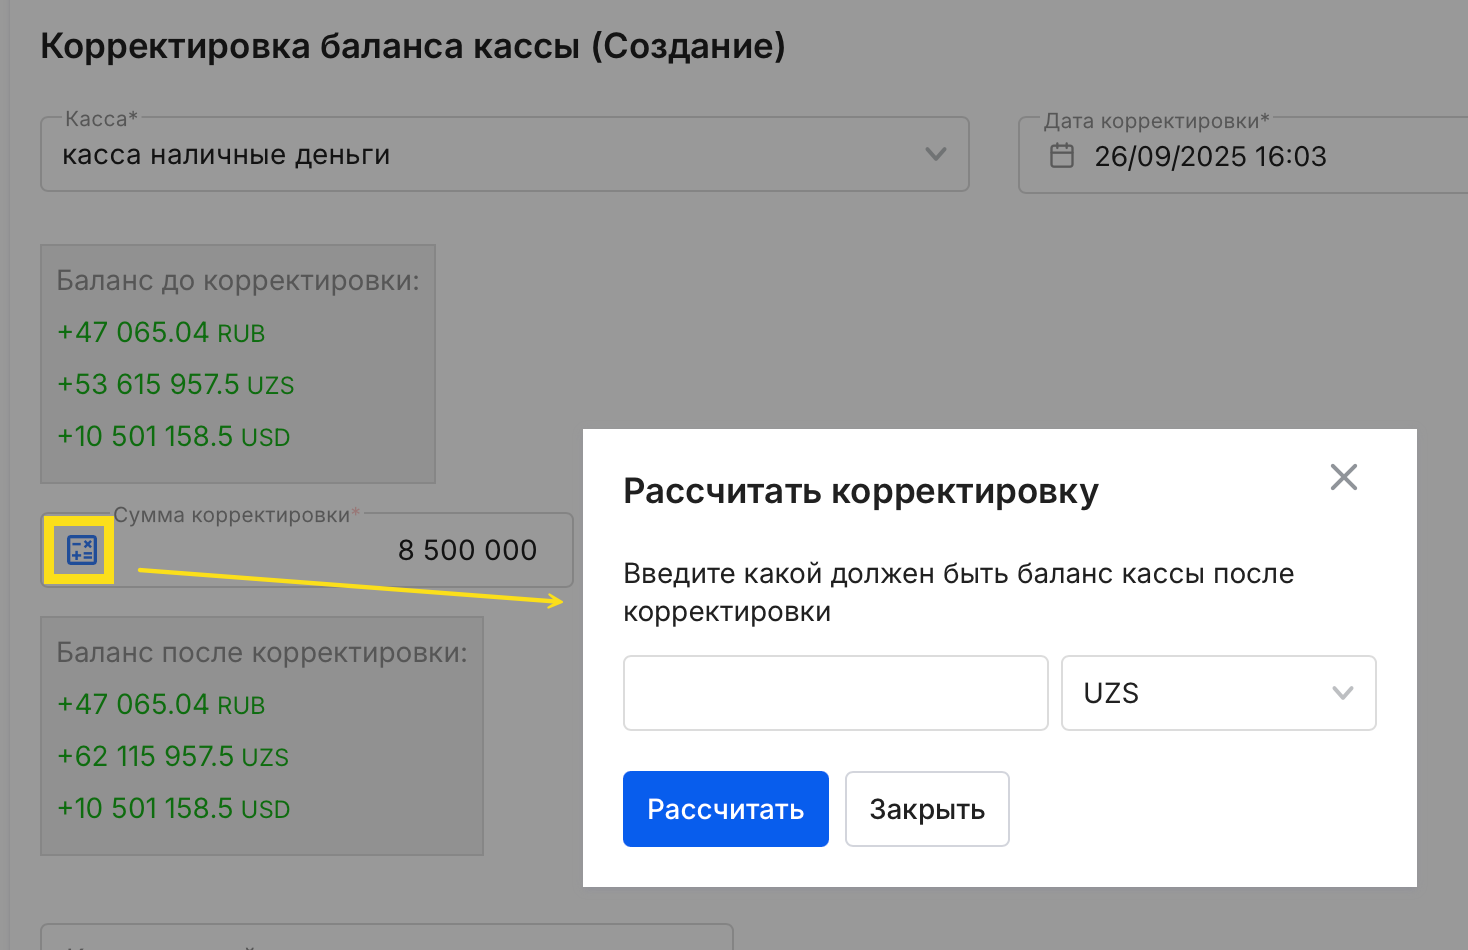 Корректировка баланса кассы (Создание)
Касса*
касса наличные деньги
Дата корректировки*
26/09/2025 16:03
Баланс до корректировки:
+47 065.04 RUB
+53 615 957.5 UZS
+10 501 158.5 USD
Сумма корректировки*
8 500 000
Баланс после корректировки:
+47 065.04 RUB
+62 115 957.5 UZS
+10 501 158.5 USD
Рассчитать корректировку
Введите какой должен быть баланс кассы после
корректировки
UZS
Рассчитать
Закрыть